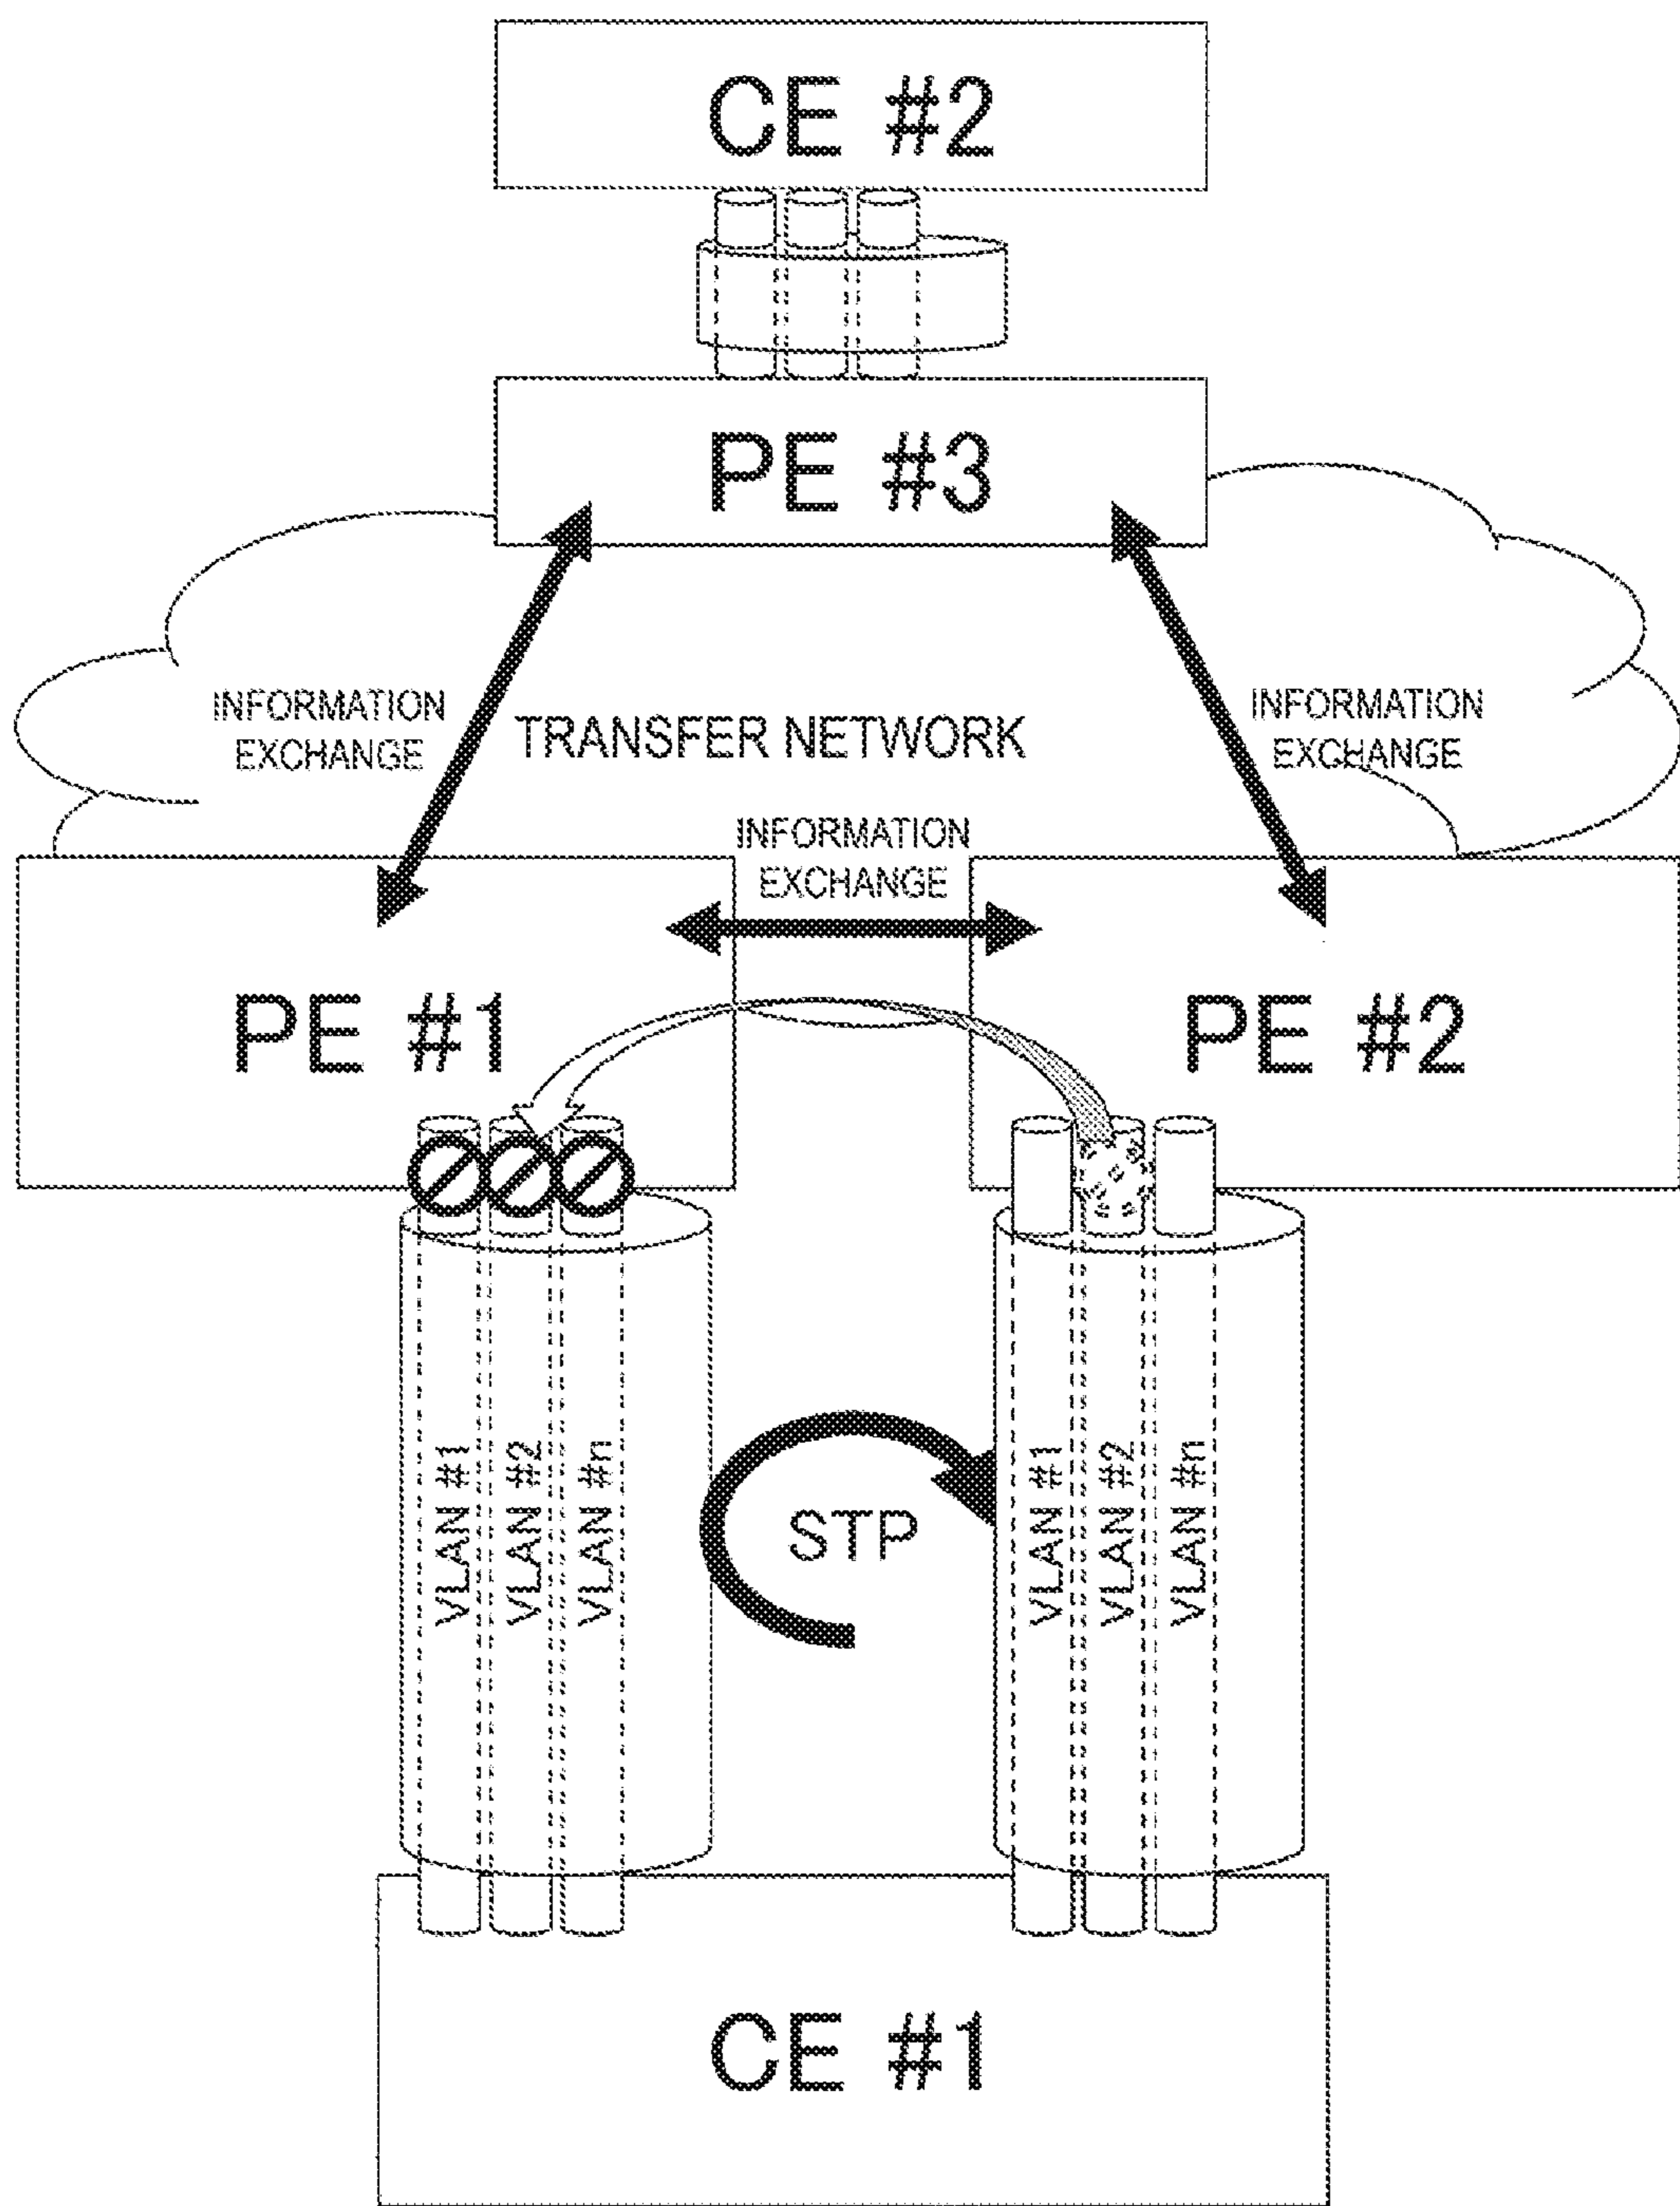 CE #2
PE #3
INFORMATION
EXCHANGE
TRANSFER NETWORK
INFORMATION
EXCHANGE
INFORMATION
EXCHANGE
PE #1
PE #2
VLAN #1
VLAN #2
VLAN #n
STP
VLAN #1
VLAN #2
VLAN #n
CE #1